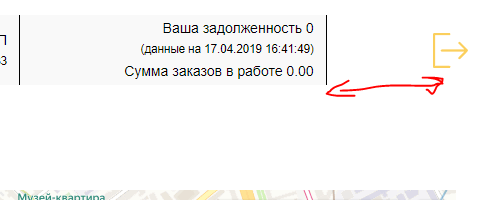 П
Ваша задолженность 0
(данные на 17.04.2019 16:41:49)
Сумма заказов в работе 0.00
Музей-квартира